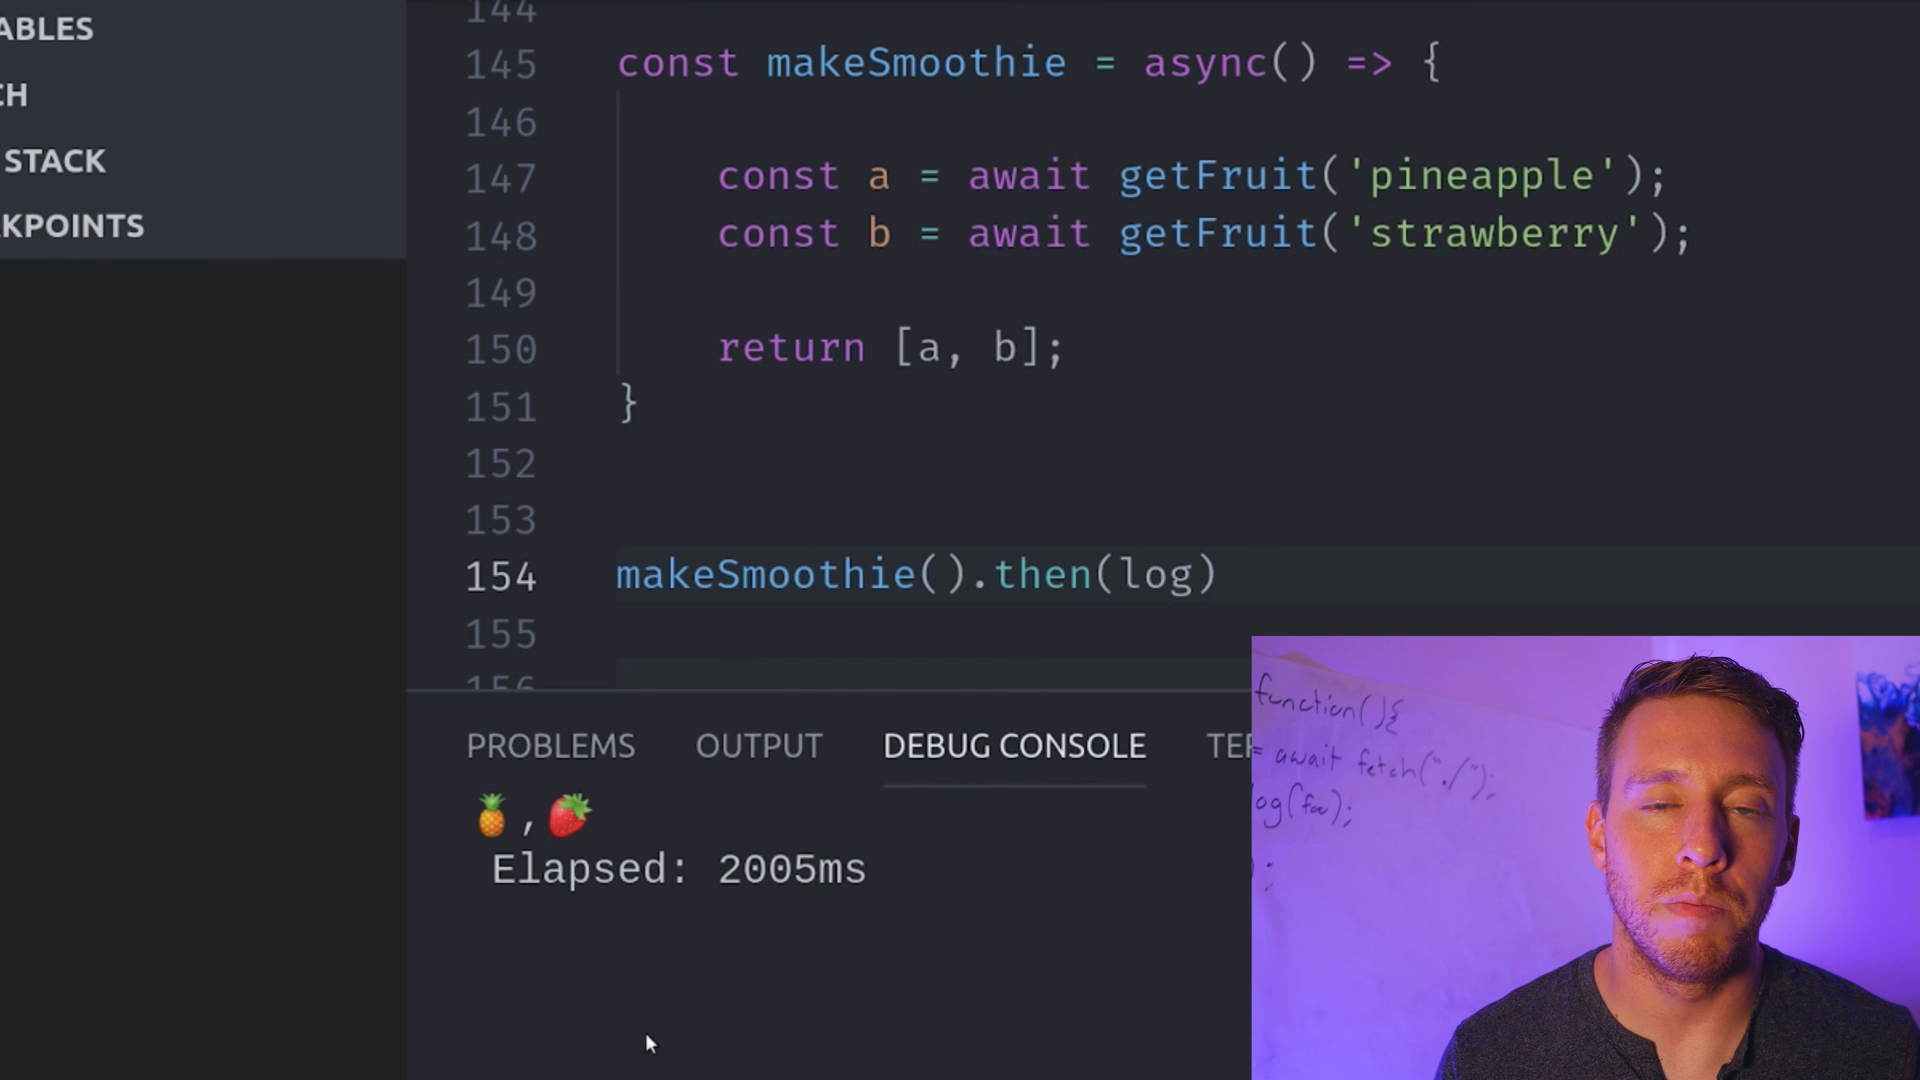 ABLES
CH
STACK
KPOINTS
144
145 const makeSmoothie = async() => {
146
147 const a = await getFruit('pineapple');
148 const b = await getFruit('strawberry');
149
150 return [a, b];
151 }
152
153
154 makeSmoothie().then(log)
155
156
PROBLEMS OUTPUT DEBUG CONSOLE TER
🍍,🍓
Elapsed: 2005ms
function(){
= await fetch("./");
og(foo);